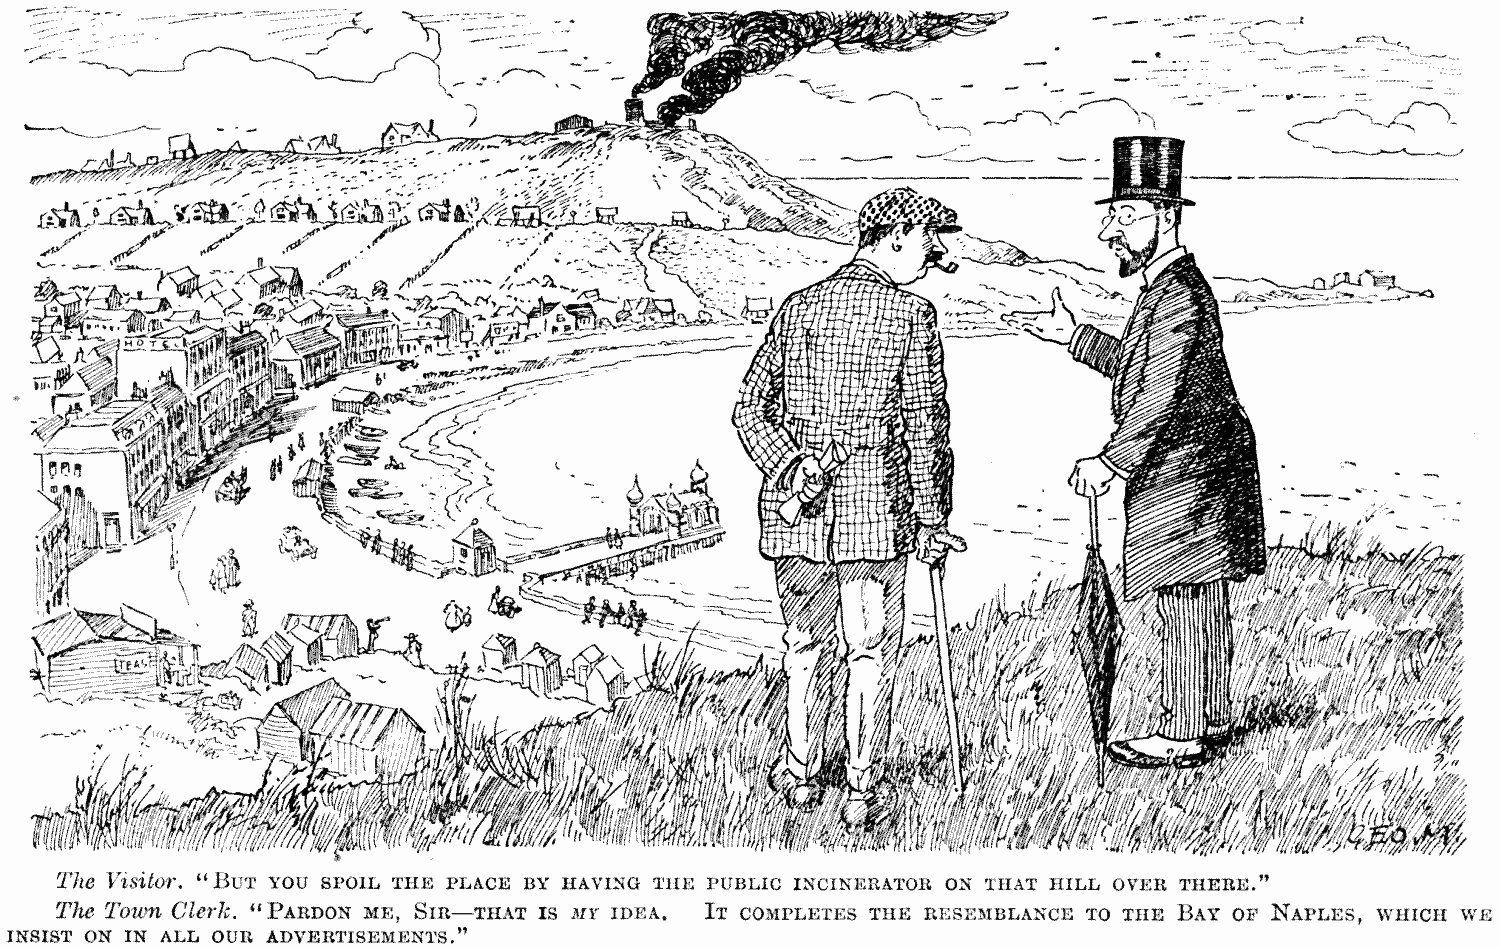 HOTEL
TEAS
GEO M
The Visitor. "But you spoil the place by having the public incinerator on that hill over there."
The Town Clerk. "Pardon me, Sir—that is my idea. It completes the resemblance to the Bay of Naples, which we
insist on in all our advertisements."